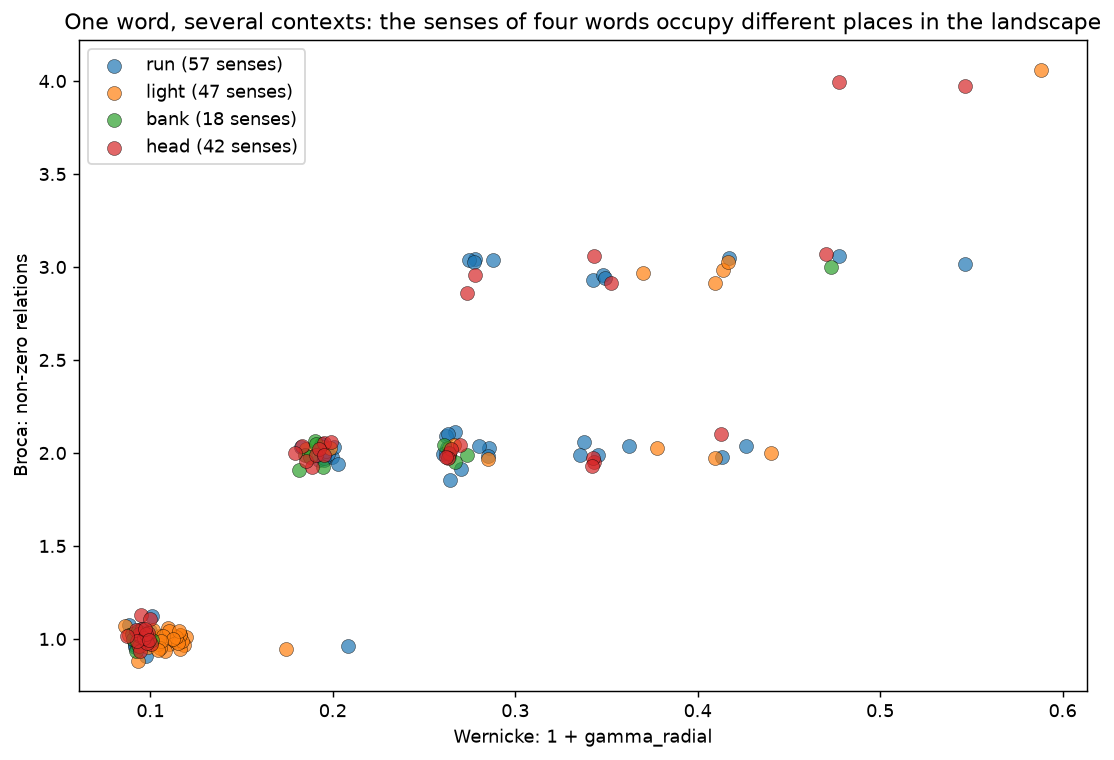 One word, several contexts: the senses of four words occupy different places in the landscape
run (57 senses)
light (47 senses)
bank (18 senses)
head (42 senses)
4.0
3.5
3.0
2.5
2.0
1.5
1.0
Broca: non-zero relations
0.1 0.2 0.3 0.4 0.5 0.6
Wernicke: 1 + gamma_radial